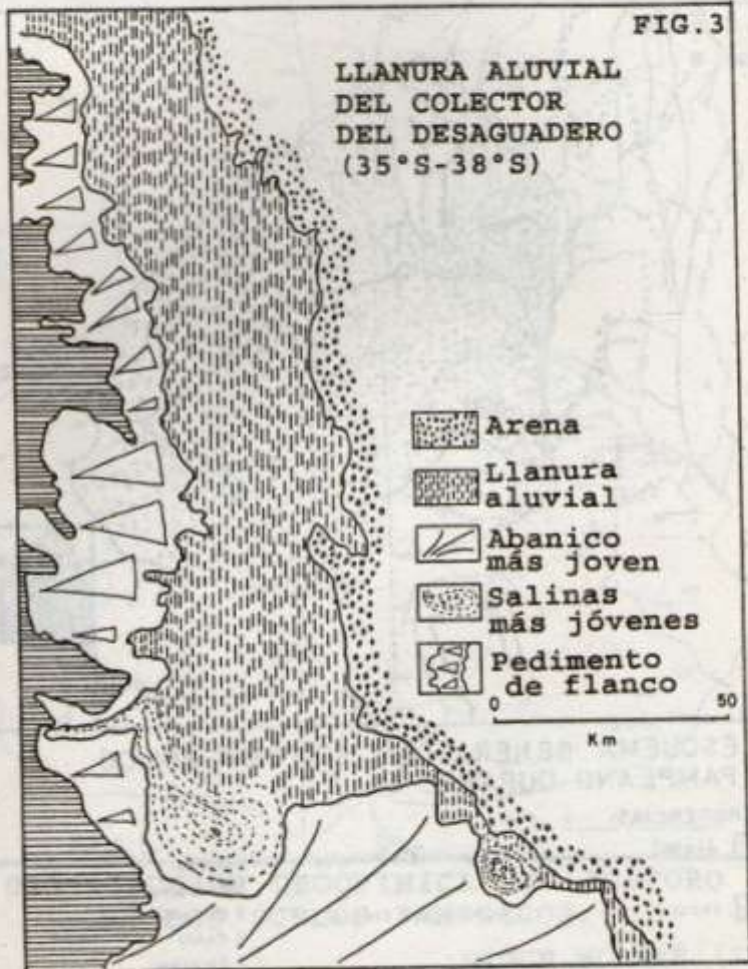 FIG.3
LLANURA ALUVIAL
DEL COLECTOR
DEL DESAGUADERO
(35°S-38°S)
Arena
Llanura
aluvial
Abanico
más joven
Salinas
más jóvenes
Pedimento
de flanco
0 50
Km